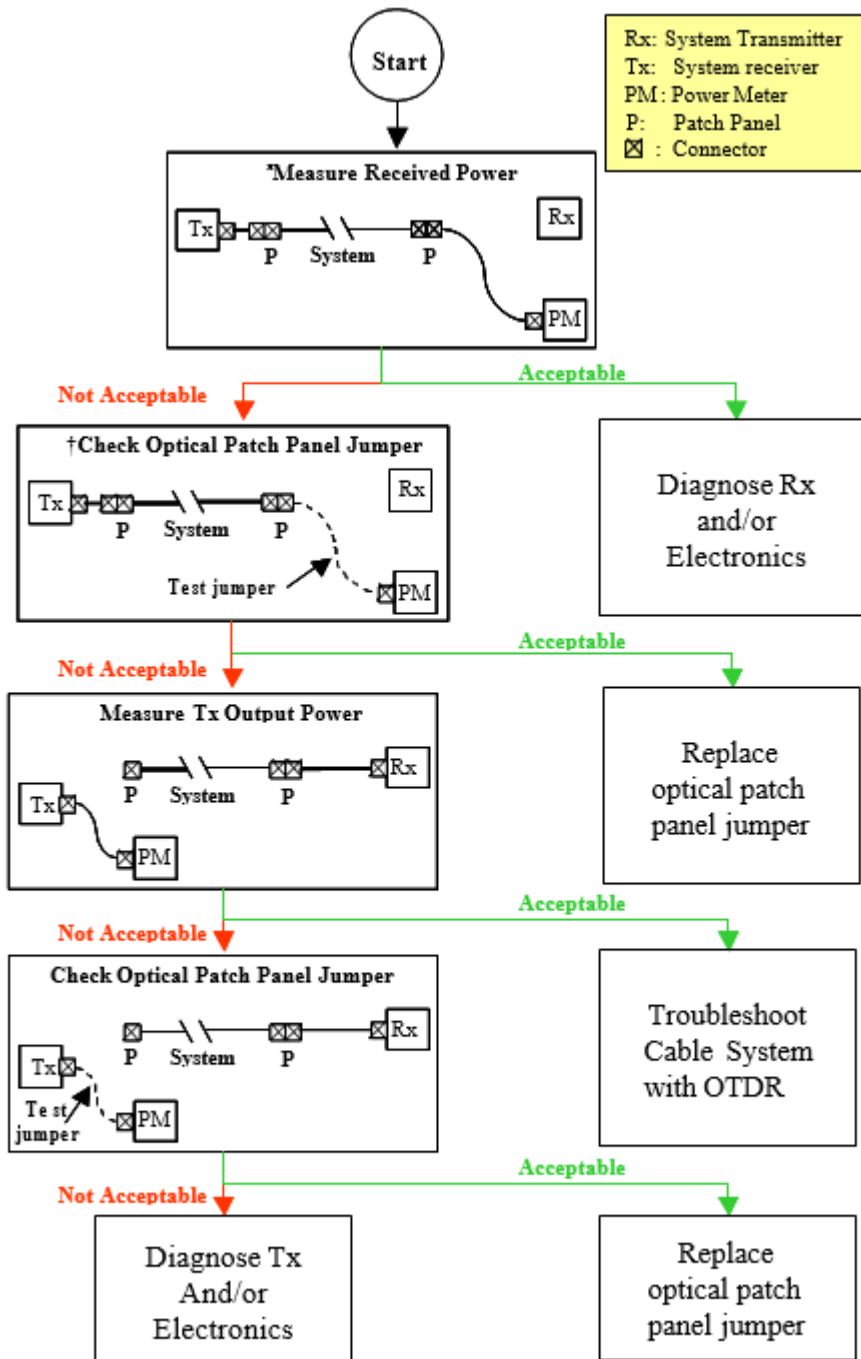 Start
Rx: System Transmitter
Tx: System receiver
PM : Power Meter
P: Patch Panel
: Connector
*Measure Received Power
Tx
P
System
P
Rx
PM
Not Acceptable
Acceptable
†Check Optical Patch Panel Jumper
Tx
P
System
P
Rx
Test jumper
PM
Diagnose Rx
and/or
Electronics
Not Acceptable
Acceptable
Measure Tx Output Power
Tx
P
System
P
Rx
PM
Replace
optical patch
panel jumper
Not Acceptable
Acceptable
Check Optical Patch Panel Jumper
Tx
P
System
P
Rx
Test
jumper
PM
Troubleshoot
Cable System
with OTDR
Not Acceptable
Acceptable
Diagnose Tx
And/or
Electronics
Replace
optical patch
panel jumper